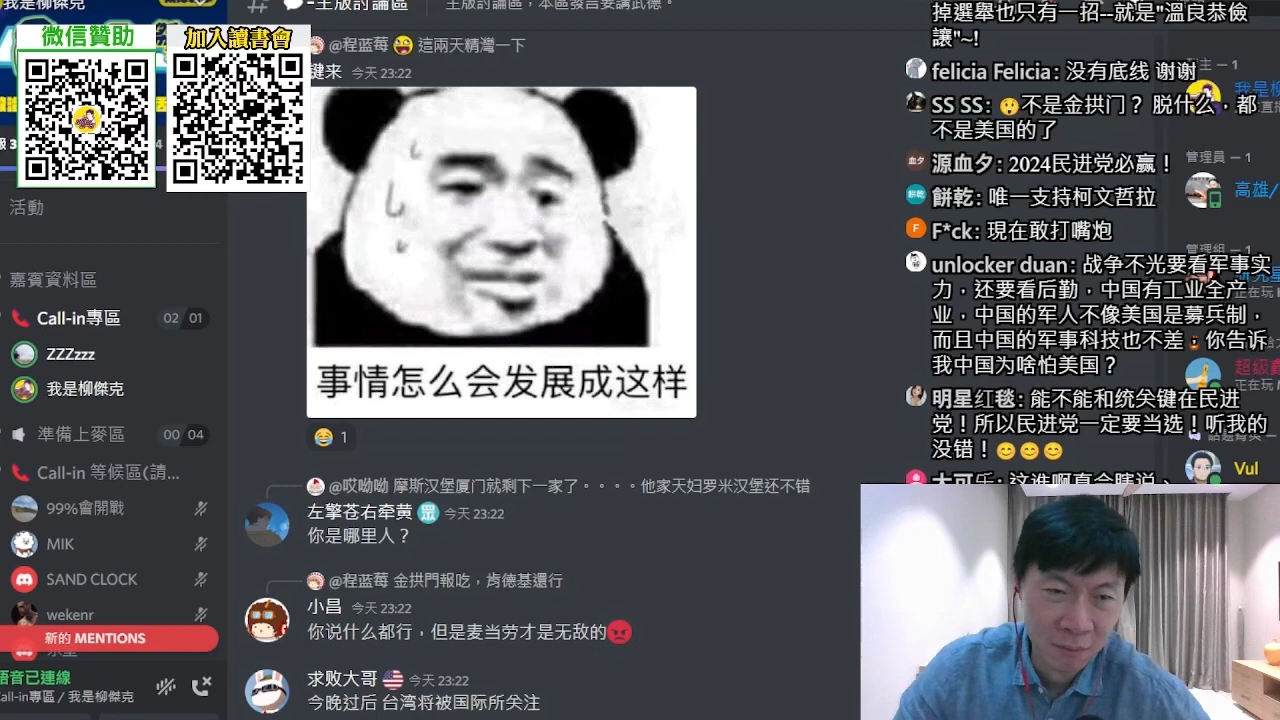 我是柳傑克
微信贊助
加入讀書會
活動
嘉賓資料區
Call-in專區
02 / 01
ZZZzzz
我是柳傑克
準備上麥區
00 / 04
Call-in 等候區(請...
99%會開戰
MIK
SAND CLOCK
wekenr
新的 MENTIONS
語音已連線
Call-in專區 / 我是柳傑克
-主版討論區
主版討論區，本區發言要講武德。
@程蓝莓 😜 這兩天精灣一下
键来 今天 23:22
事情怎么会发展成这样
😂 1
@哎呦呦 摩斯汉堡厦门就剩下一家了。。。。他家天妇罗米汉堡还不错
左擎苍右牵黄 眾 今天 23:22
你是哪里人？
@程蓝莓 金拱門報吃，肯德基還行
小昌 今天 23:22
你说什么都行，但是麦当劳才是无敌的😡
求败大哥 🇺🇸 今天 23:22
今晚过后 台湾将被国际所关注
掉選舉也只有一招–就是"溫良恭儉
讓"~!
felicia Felicia: 没有底线 谢谢
SS SS: 😲不是金拱门？ 脱什么，都
不是美国的了
源血夕: 2024民进党必赢！
餅乾: 唯一支持柯文哲拉
F*ck: 現在敢打嘴炮
unlocker duan: 战争不光要看军事实
力，还要看后勤，中国有工业全产
业，中国的军人不像美国是募兵制，
而且中国的军事科技也不差，你告诉
我中国为啥怕美国？
明星红毯: 能不能和统关键在民进
党！所以民进党一定要当选！听我的
没错！😊😊😊
主 — 1
我是柳
管理員 — 1
高雄/
管理組 — 1
正在玩
超级
正在玩
Vul